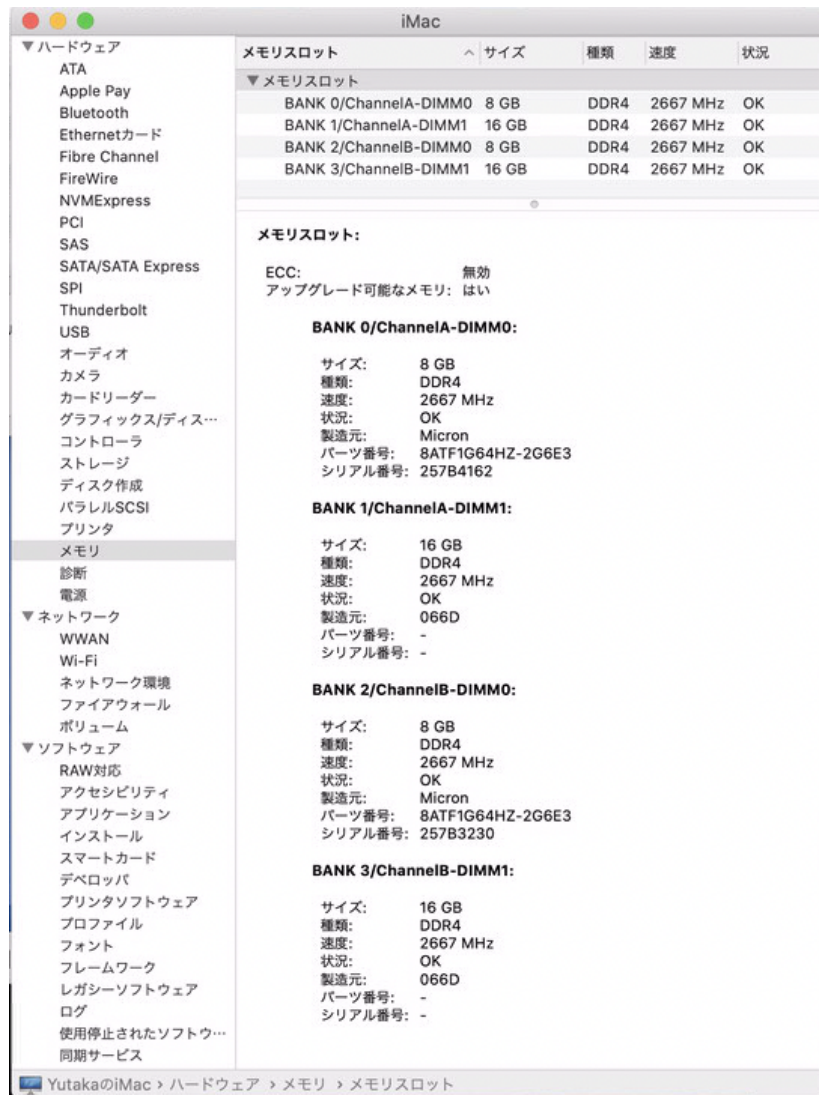 iMac
▼ハードウェア
ATA
Apple Pay
Bluetooth
Ethernetカード
Fibre Channel
FireWire
NVMExpress
PCI
SAS
SATA/SATA Express
SPI
Thunderbolt
USB
オーディオ
カメラ
カードリーダー
グラフィックス/ディス…
コントローラ
ストレージ
ディスク作成
パラレルSCSI
プリンタ
メモリ
診断
電源
▼ネットワーク
WWAN
Wi-Fi
ネットワーク環境
ファイアウォール
ボリューム
▼ソフトウェア
RAW対応
アクセシビリティ
アプリケーション
インストール
スマートカード
デベロッパ
プリンタソフトウェア
プロファイル
フォント
フレームワーク
レガシーソフトウェア
ログ
使用停止されたソフトウ…
同期サービス
メモリスロット サイズ 種類 速度 状況
▼メモリスロット
BANK 0/ChannelA-DIMM0 8 GB DDR4 2667 MHz OK
BANK 1/ChannelA-DIMM1 16 GB DDR4 2667 MHz OK
BANK 2/ChannelB-DIMM0 8 GB DDR4 2667 MHz OK
BANK 3/ChannelB-DIMM1 16 GB DDR4 2667 MHz OK
メモリスロット:
ECC: 無効
アップグレード可能なメモリ: はい
BANK 0/ChannelA-DIMM0:
サイズ: 8 GB
種類: DDR4
速度: 2667 MHz
状況: OK
製造元: Micron
パーツ番号: 8ATF1G64HZ-2G6E3
シリアル番号: 257B4162
BANK 1/ChannelA-DIMM1:
サイズ: 16 GB
種類: DDR4
速度: 2667 MHz
状況: OK
製造元: 066D
パーツ番号: -
シリアル番号: -
BANK 2/ChannelB-DIMM0:
サイズ: 8 GB
種類: DDR4
速度: 2667 MHz
状況: OK
製造元: Micron
パーツ番号: 8ATF1G64HZ-2G6E3
シリアル番号: 257B3230
BANK 3/ChannelB-DIMM1:
サイズ: 16 GB
種類: DDR4
速度: 2667 MHz
状況: OK
製造元: 066D
パーツ番号: -
シリアル番号: -
YutakaのiMac › ハードウェア › メモリ › メモリスロット